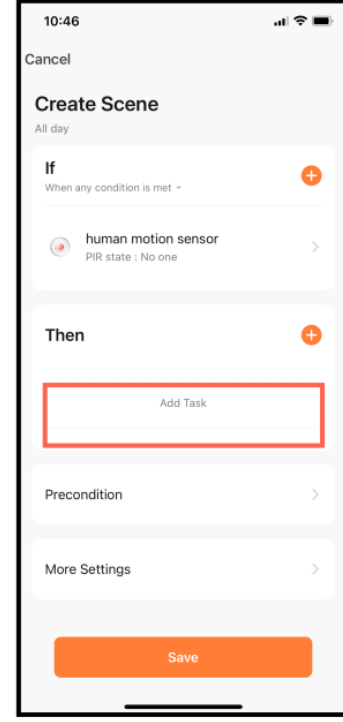 10:46
Cancel
Create Scene
All day
If
When any condition is met
human motion sensor
PIR state : No one
Then
Add Task
Precondition
More Settings
Save